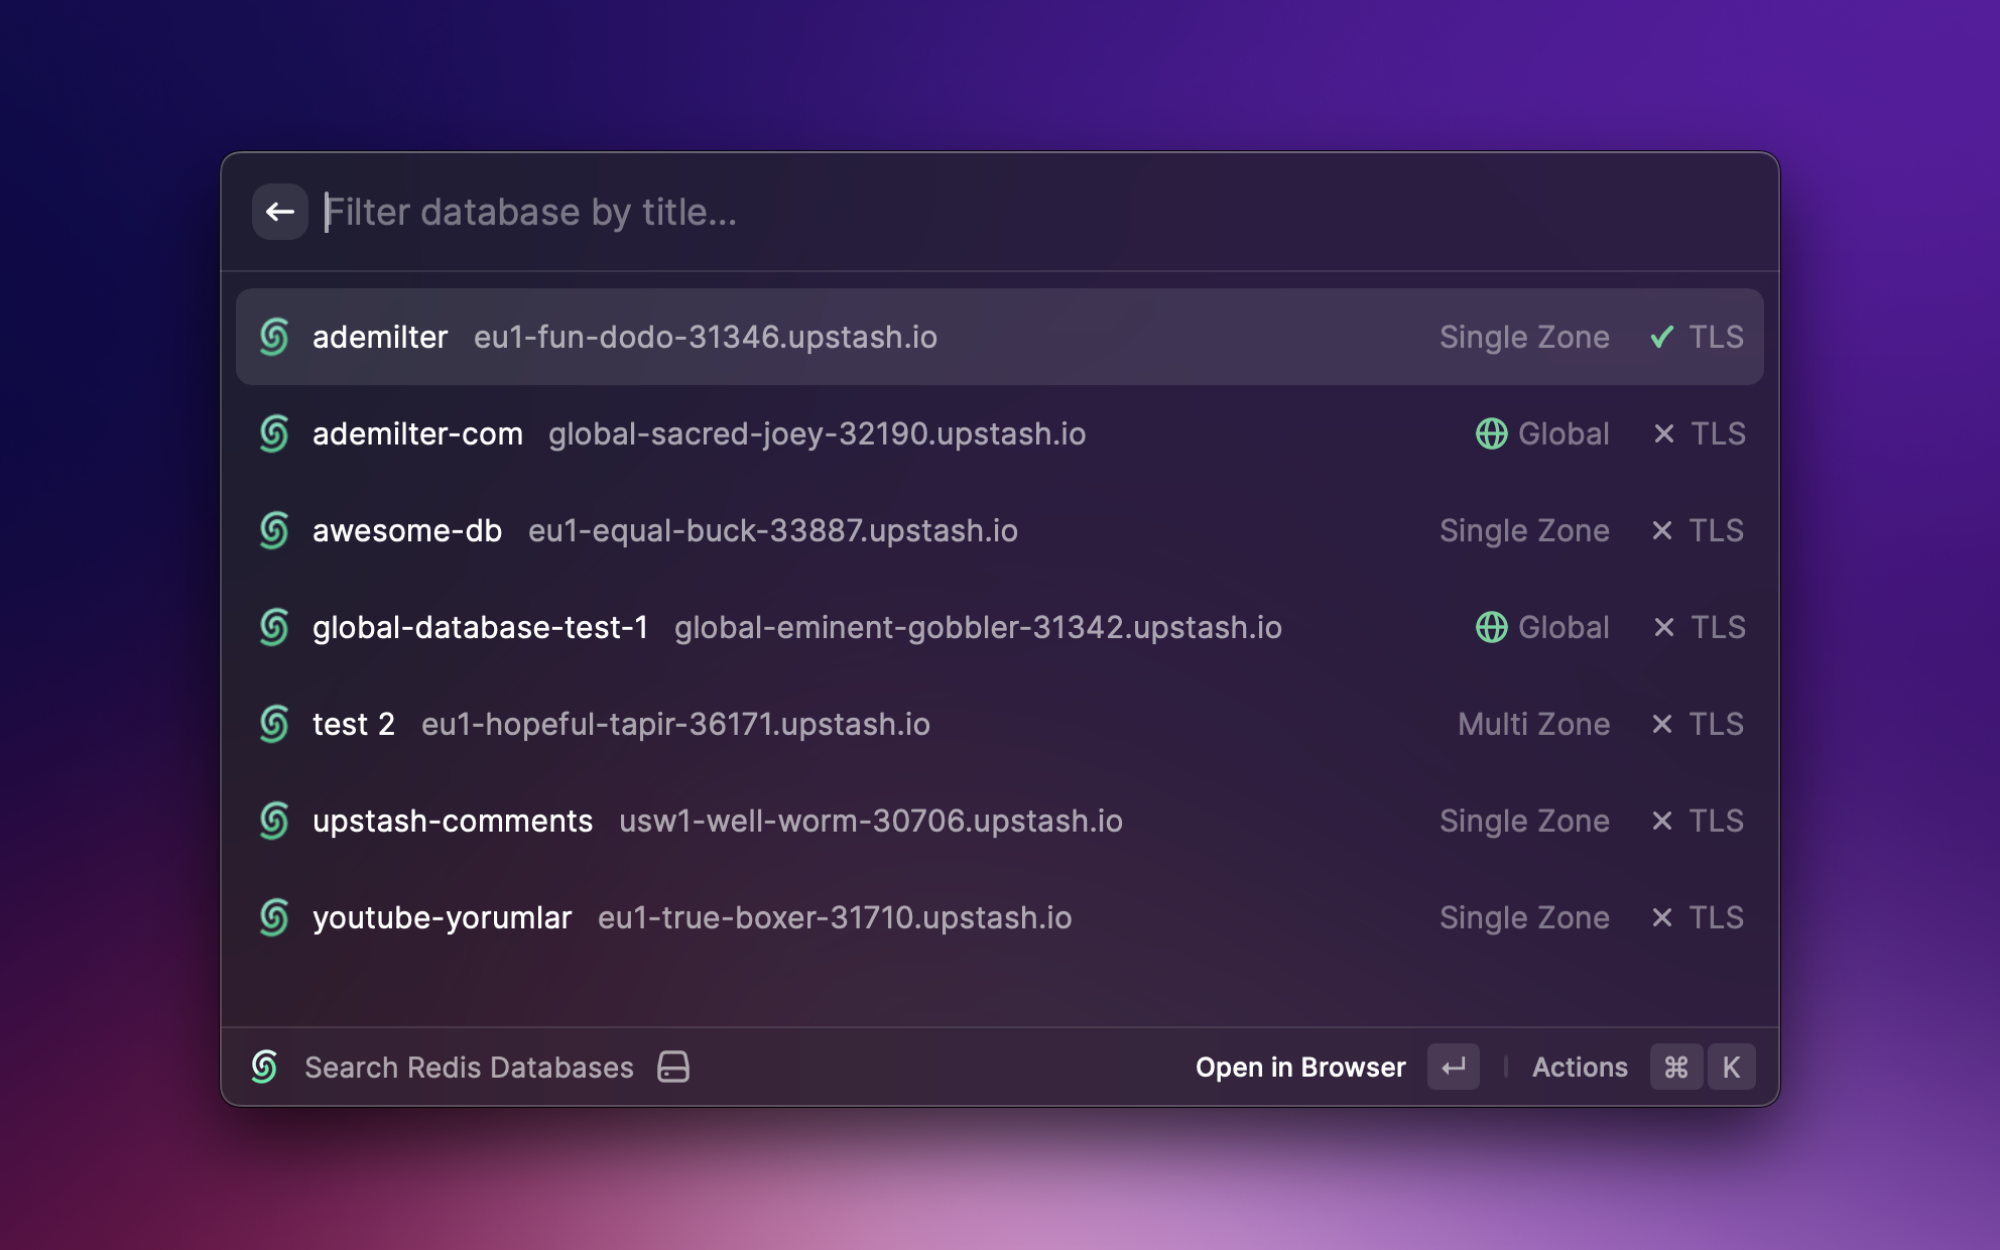 Filter database by title...
ademilter eu1-fun-dodo-31346.upstash.io Single Zone ✓ TLS
ademilter-com global-sacred-joey-32190.upstash.io Global ✕ TLS
awesome-db eu1-equal-buck-33887.upstash.io Single Zone ✕ TLS
global-database-test-1 global-eminent-gobbler-31342.upstash.io Global ✕ TLS
test 2 eu1-hopeful-tapir-36171.upstash.io Multi Zone ✕ TLS
upstash-comments usw1-well-worm-30706.upstash.io Single Zone ✕ TLS
youtube-yorumlar eu1-true-boxer-31710.upstash.io Single Zone ✕ TLS
Search Redis Databases Open in Browser ↵ Actions ⌘ K